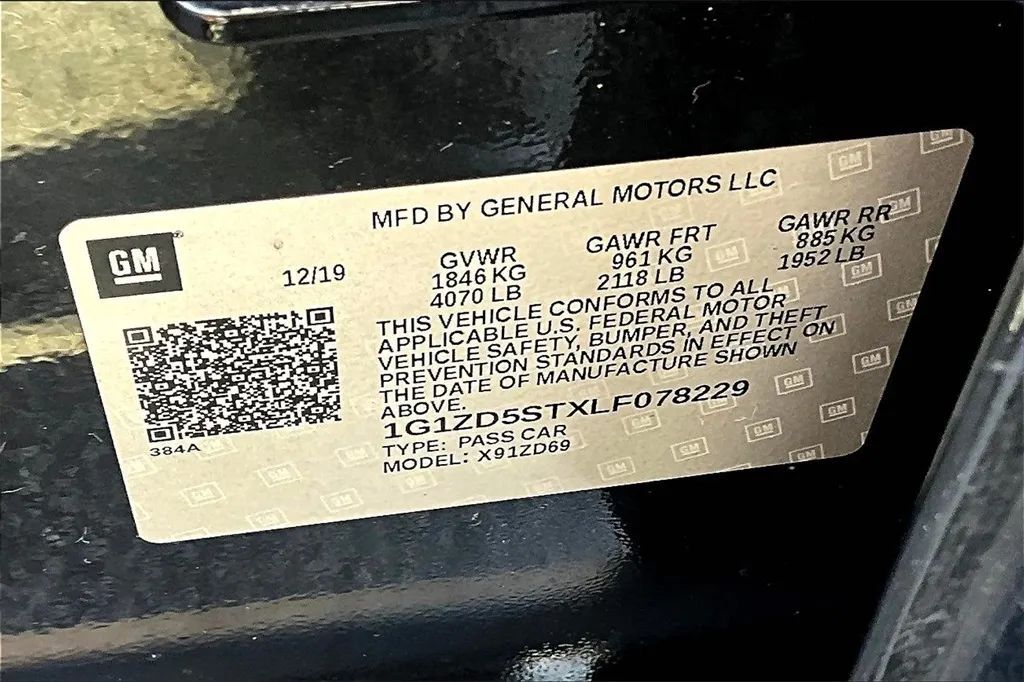 MFD BY GENERAL MOTORS LLC
GM
12/19
GVWR
1846 KG
4070 LB
GAWR FRT
961 KG
2118 LB
GAWR RR
885 KG
1952 LB
THIS VEHICLE CONFORMS TO ALL
APPLICABLE U.S. FEDERAL MOTOR
VEHICLE SAFETY, BUMPER, AND THEFT
PREVENTION STANDARDS IN EFFECT ON
THE DATE OF MANUFACTURE SHOWN
ABOVE.
1G1ZD5STXLF078229
TYPE: PASS CAR
MODEL: X91ZD69
384A